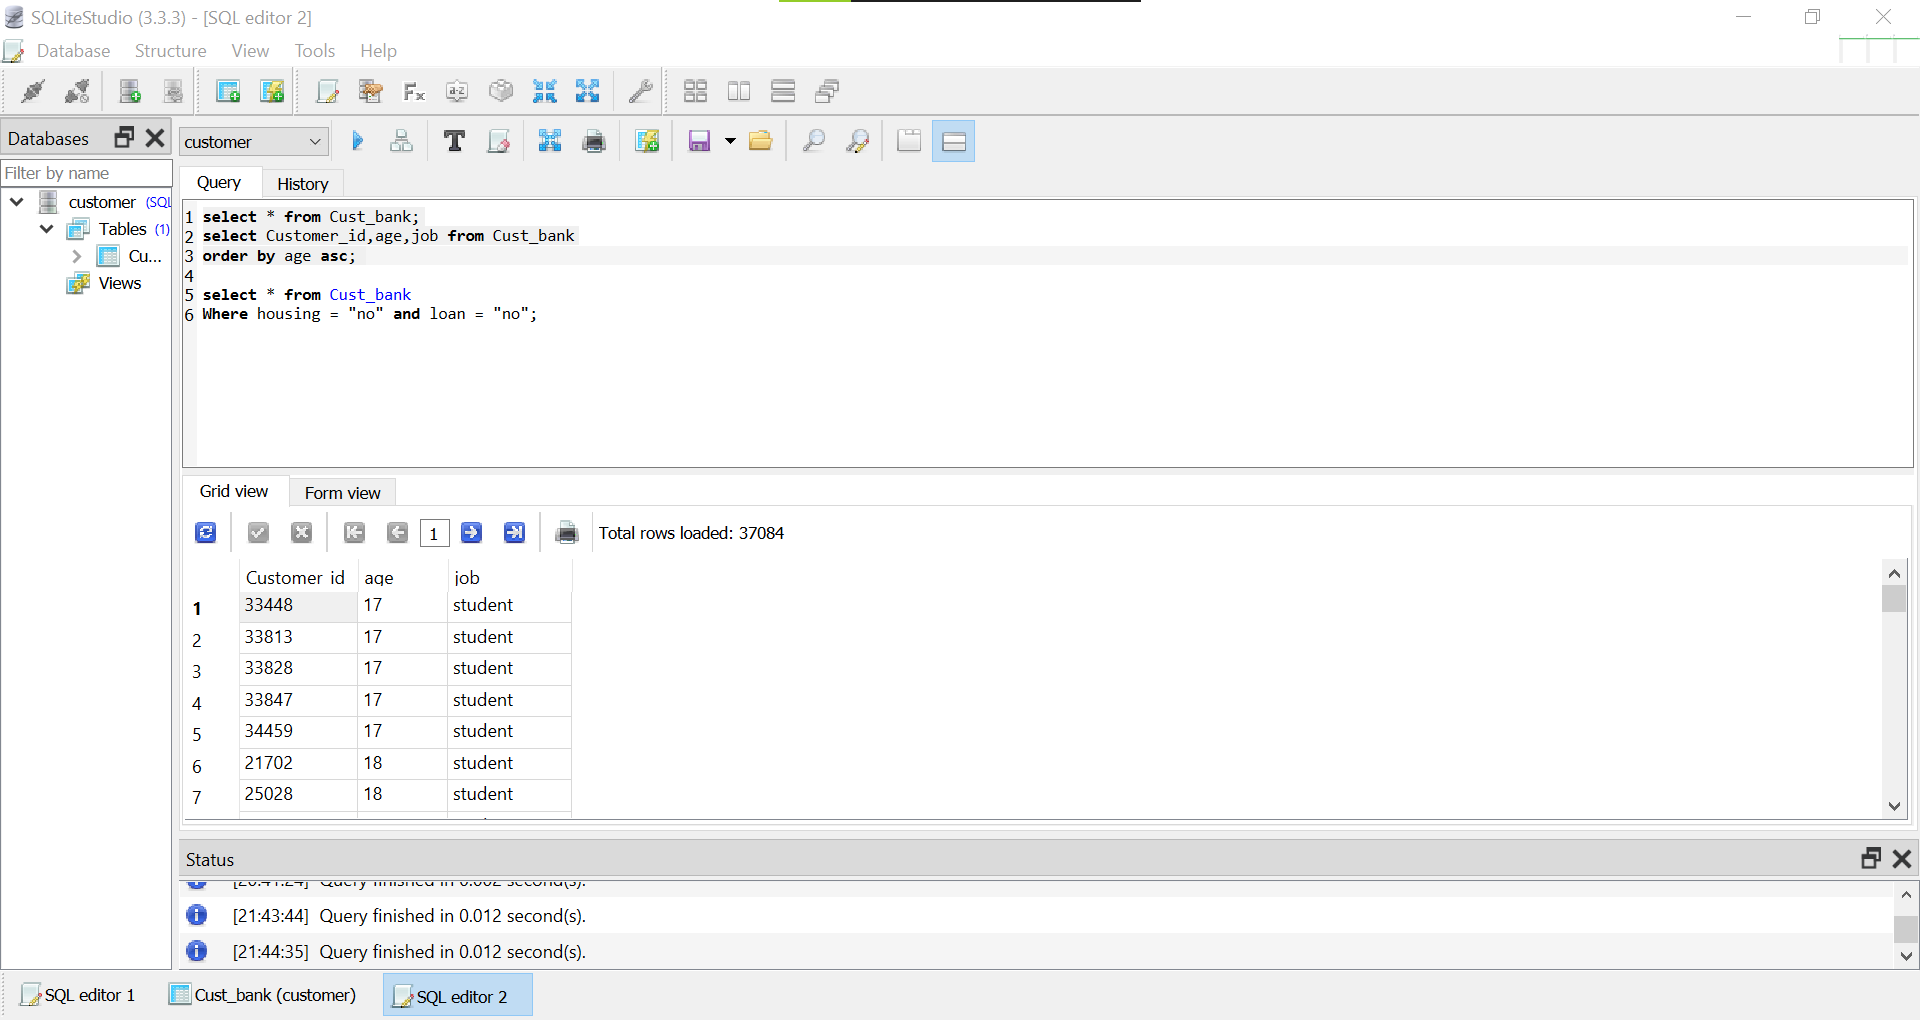 SQLiteStudio (3.3.3) - [SQL editor 2]
Database Structure View Tools Help
Databases
customer
Filter by name
Query History
customer (SQL
Tables (1)
Cu...
Views
1 select * from Cust_bank;
2 select Customer_id,age,job from Cust_bank
3 order by age asc;
4
5 select * from Cust_bank
6 Where housing = "no" and loan = "no";
Grid view Form view
1 Total rows loaded: 37084
Customer id age job
1 33448 17 student
2 33813 17 student
3 33828 17 student
4 33847 17 student
5 34459 17 student
6 21702 18 student
7 25028 18 student
Status
Query finished in 0.002 second(s).
[21:43:44] Query finished in 0.012 second(s).
[21:44:35] Query finished in 0.012 second(s).
SQL editor 1 Cust_bank (customer) SQL editor 2